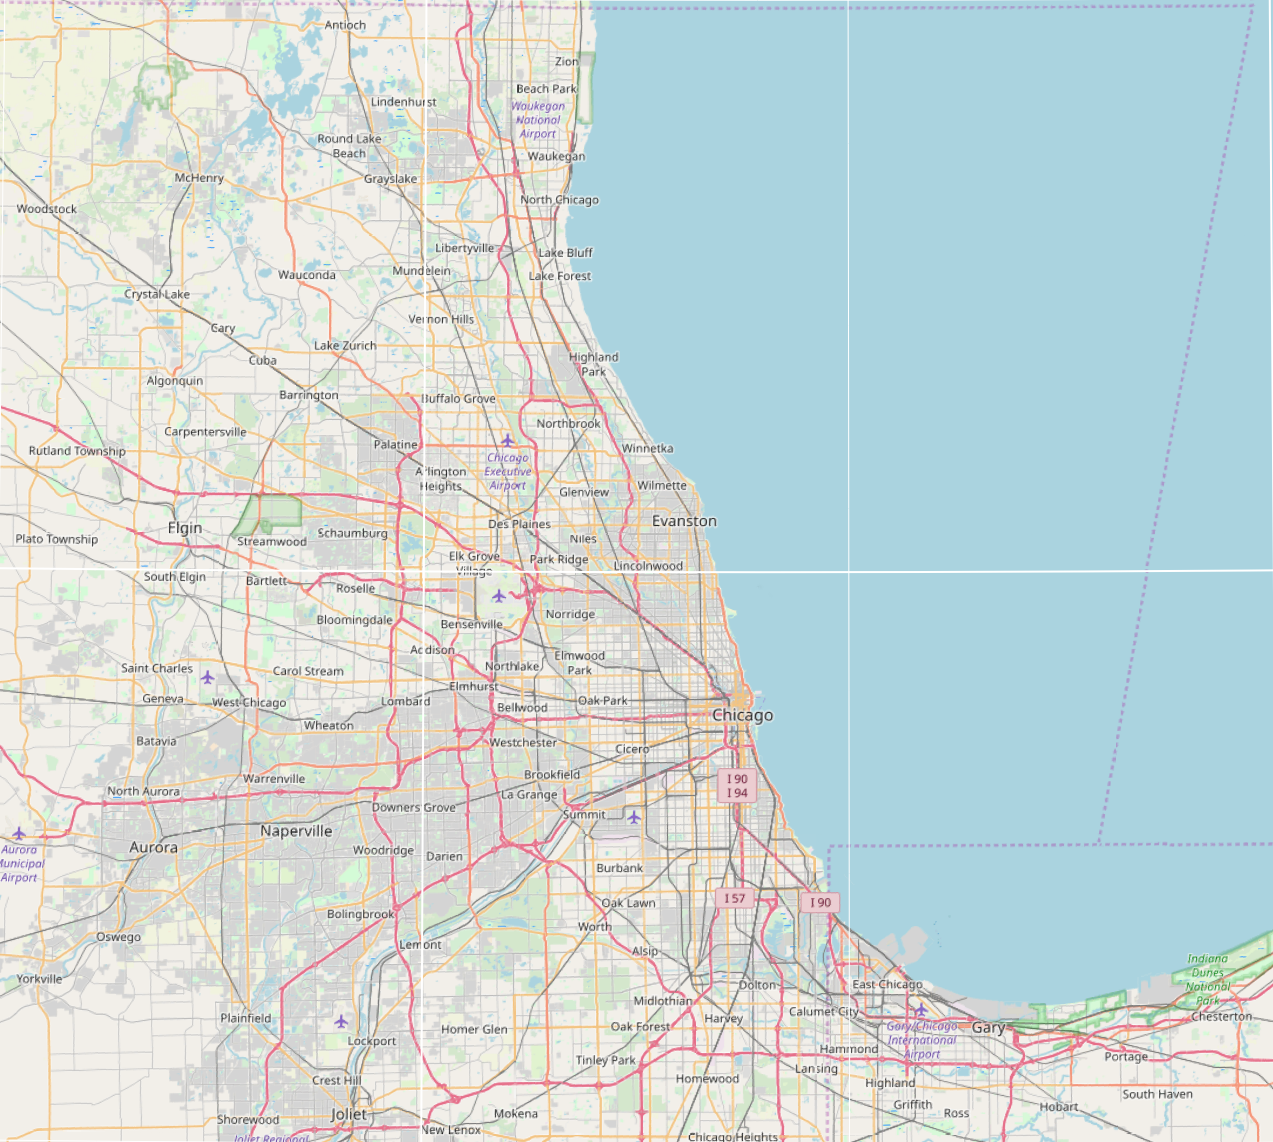 Antioch
Zion
Beach Park
Lindenhurst
Waukegan
National
Airport
Round Lake
Beach
Waukegan
McHenry
Grayslake
North Chicago
Woodstock
Libertyville
Lake Bluff
Mundelein
Wauconda
Lake Forest
Crystal Lake
Vernon Hills
Cary
Lake Zurich
Highland
Park
Cuba
Algonquin
Barrington
Buffalo Grove
Northbrook
Carpentersville
Palatine
Winnetka
Rutland Township
Chicago
Executive
Airport
Arlington
Heights
Wilmette
Glenview
Evanston
Des Plaines
Elgin
Schaumburg
Niles
Plato Township
Streamwood
Elk Grove
Village
Park Ridge
Lincolnwood
South Elgin
Bartlett
Roselle
Norridge
Bloomingdale
Bensenville
Addison
Elmwood
Park
Saint Charles
Carol Stream
Northlake
Elmhurst
Geneva
West Chicago
Lombard
Oak Park
Bellwood
Chicago
Wheaton
Batavia
Westchester
Cicero
Warrenville
Brookfield
I 90
I 94
North Aurora
La Grange
Downers Grove
Summit
Naperville
Aurora
Woodridge
Darien
Aurora
Municipal
Airport
Burbank
I 57
I 90
Oak Lawn
Bolingbrook
Worth
Oswego
Lemont
Alsip
Indiana
Dunes
National
Park
Yorkville
Dolton
East Chicago
Midlothian
Calumet City
Plainfield
Harvey
Chesterton
Homer Glen
Oak Forest
Gary/Chicago
International
Airport
Gary
Lockport
Hammond
Tinley Park
Portage
Lansing
Crest Hill
Homewood
Highland
South Haven
Griffith
Ross
Hobart
Shorewood
Joliet
Mokena
New Lenox
Chicago Heights
Joliet Regional